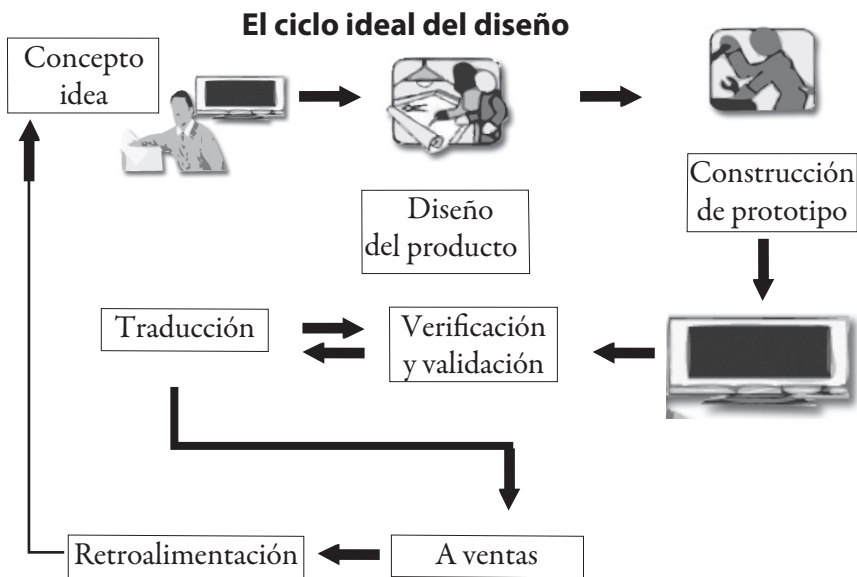 El ciclo ideal del diseño
Concepto
idea
Diseño
del producto
Construcción
de prototipo
Traducción
Verificación
y validación
A ventas
Retroalimentación